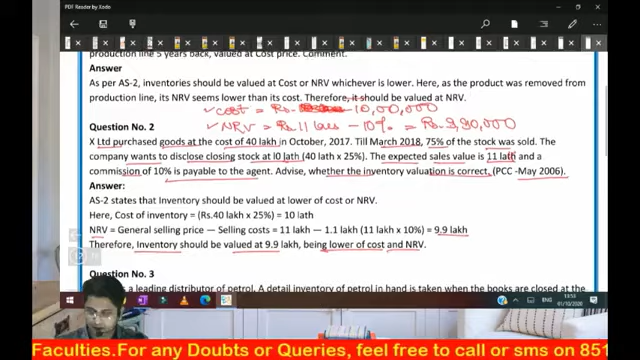 PDF Reader by Xodo
production line 5 years back, valued at Cost price. Comment.
Answer
As per AS-2, inventories should be valued at Cost or NRV whichever is lower. Here, as the product was removed from
production line, its NRV seems lower than its cost. Therefore, it should be valued at NRV.
✓ Cost = Rs. 10,00,000
Question No. 2
✓ NRV = Rs. 11 lacs - 10% = Rs. 9,90,000
X Ltd purchased goods at the cost of 40 lakh in October, 2017. Till March 2018, 75% of the stock was sold. The
company wants to disclose closing stock at l0 lath (40 lath x 25%). The expected sales value is 11 lath and a
commission of 10% is payable to the agent. Advise, whether the inventory valuation is correct. (PCC -May 2006).
Answer:
AS-2 states that Inventory should be valued at lower of cost or NRV.
Here, Cost of inventory = (Rs.40 lakh x 25%) = 10 lath
NRV = General selling price — Selling costs = 11 lakh — 1.1 lakh (11 lakh x 10%) = 9.9 lakh
Therefore, Inventory should be valued at 9.9 lakh, being lower of cost and NRV.
Question No. 3
is a leading distributor of petrol. A detail inventory of petrol in hand is taken when the books are closed at the
13:53
01/10/2020
Faculties.For any Doubts or Queries, feel free to call or sms on 851